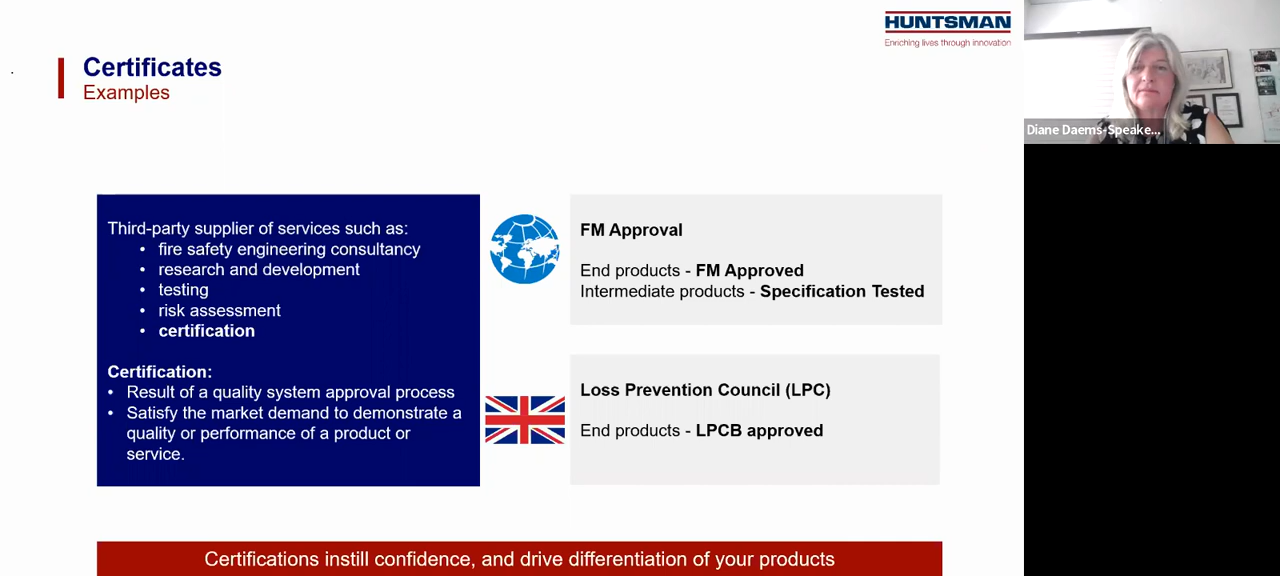 HUNTSMAN
Enriching lives through innovation
Certificates
Examples
Third-party supplier of services such as:
• fire safety engineering consultancy
• research and development
• testing
• risk assessment
• certification
Certification:
• Result of a quality system approval process
• Satisfy the market demand to demonstrate a
quality or performance of a product or
service.
FM Approval
End products - FM Approved
Intermediate products - Specification Tested
Loss Prevention Council (LPC)
End products - LPCB approved
Certifications instill confidence, and drive differentiation of your products
Diane Daems-Speake...